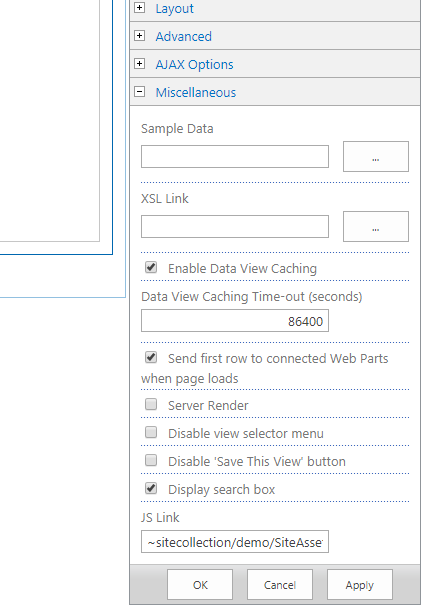 Layout
Advanced
AJAX Options
Miscellaneous
Sample Data
...
XSL Link
...
Enable Data View Caching
Data View Caching Time-out (seconds)
86400
Send first row to connected Web Parts
when page loads
Server Render
Disable view selector menu
Disable 'Save This View' button
Display search box
JS Link
~sitecollection/demo/SiteAsse
OK Cancel Apply